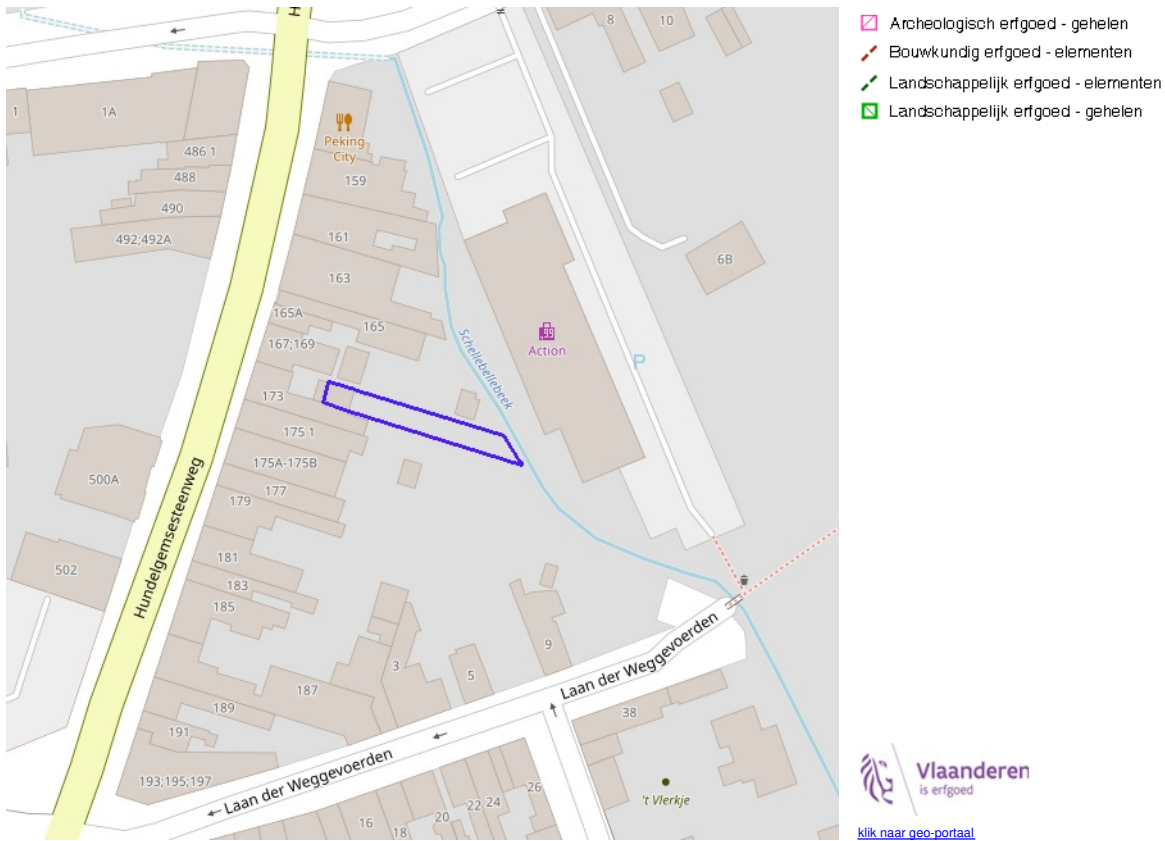 H
8
10
1
1A
486 1
488
490
492;492A
Peking
City
159
161
163
165A
165
167;169
173
175 1
175A-175B
177
179
181
183
185
187
189
191
193;195;197
500A
502
Hundelgemsesteenweg
Schellebellebeek
.99
Action
P
6B
3
5
9
Laan der Weggevoerden
Laan der Weggevoerden
38
't Vlerkje
26
24
22
20
18
16
Archeologisch erfgoed - gehelen
Bouwkundig erfgoed - elementen
Landschappelijk erfgoed - elementen
Landschappelijk erfgoed - gehelen
Vlaanderen
is erfgoed
klik naar geo-portaal